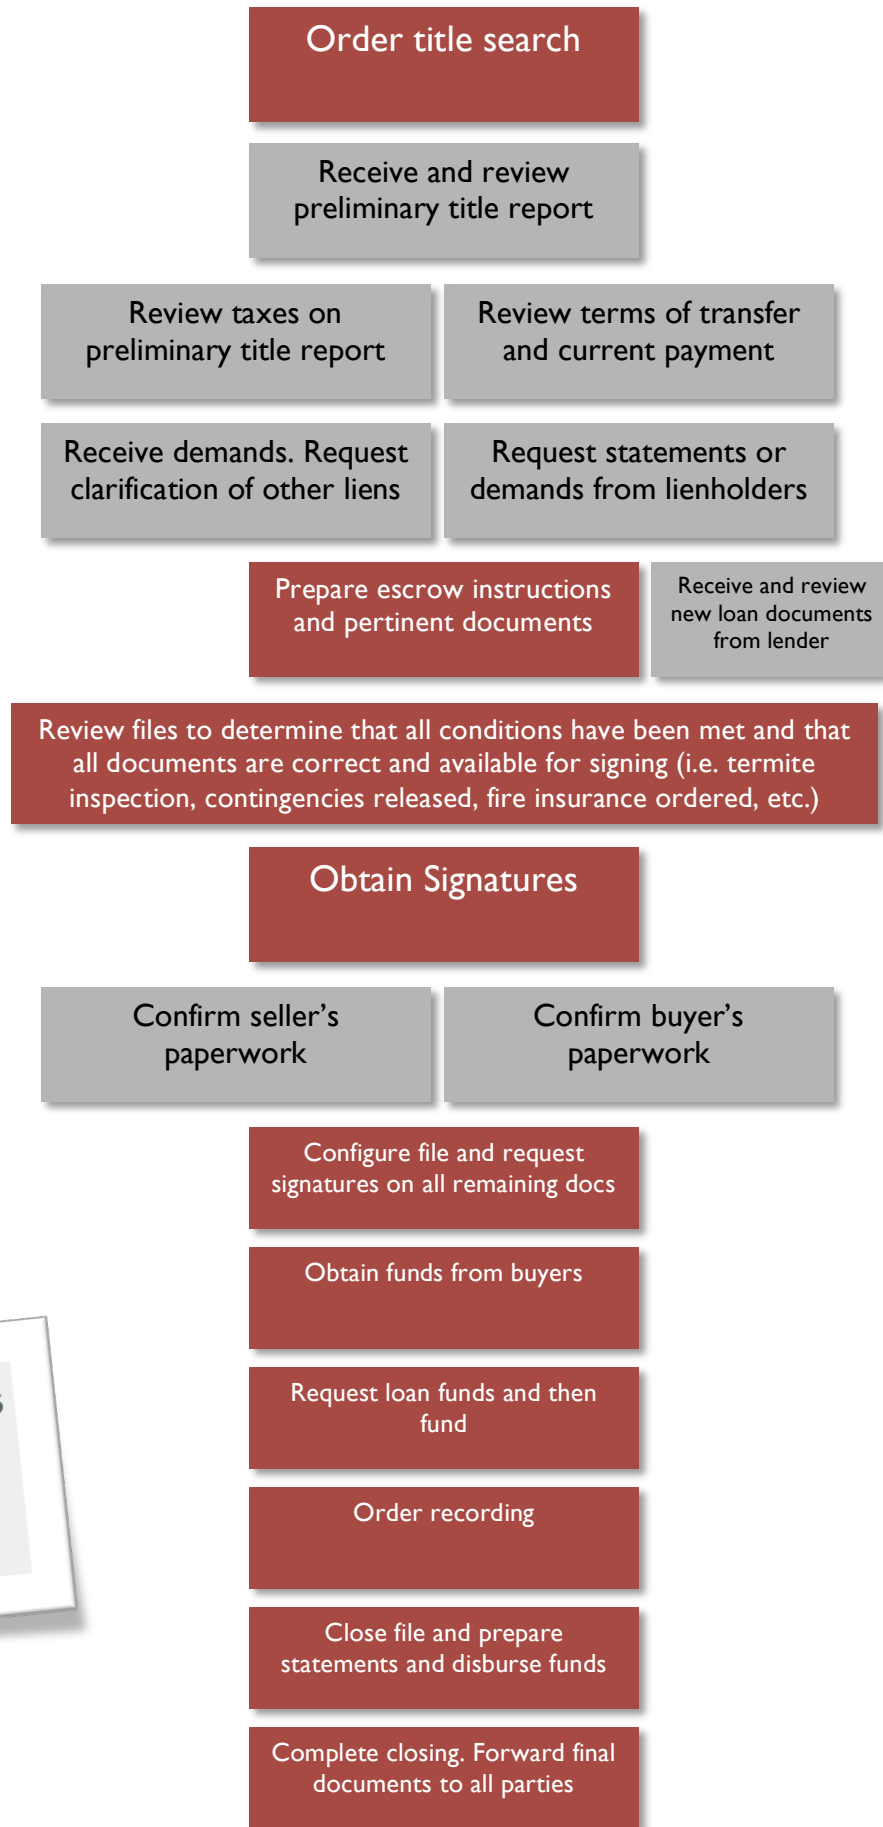 Order title search
Receive and review
preliminary title report
Review taxes on
preliminary title report
Review terms of transfer
and current payment
Receive demands. Request
clarification of other liens
Request statements or
demands from lienholders
Prepare escrow instructions
and pertinent documents
Receive and review
new loan documents
from lender
Review files to determine that all conditions have been met and that
all documents are correct and available for signing (i.e. termite
inspection, contingencies released, fire insurance ordered, etc.)
Obtain Signatures
Confirm seller’s
paperwork
Confirm buyer’s
paperwork
Configure file and request
signatures on all remaining docs
Obtain funds from buyers
Request loan funds and then
fund
Order recording
Close file and prepare
statements and disburse funds
Complete closing. Forward final
documents to all parties